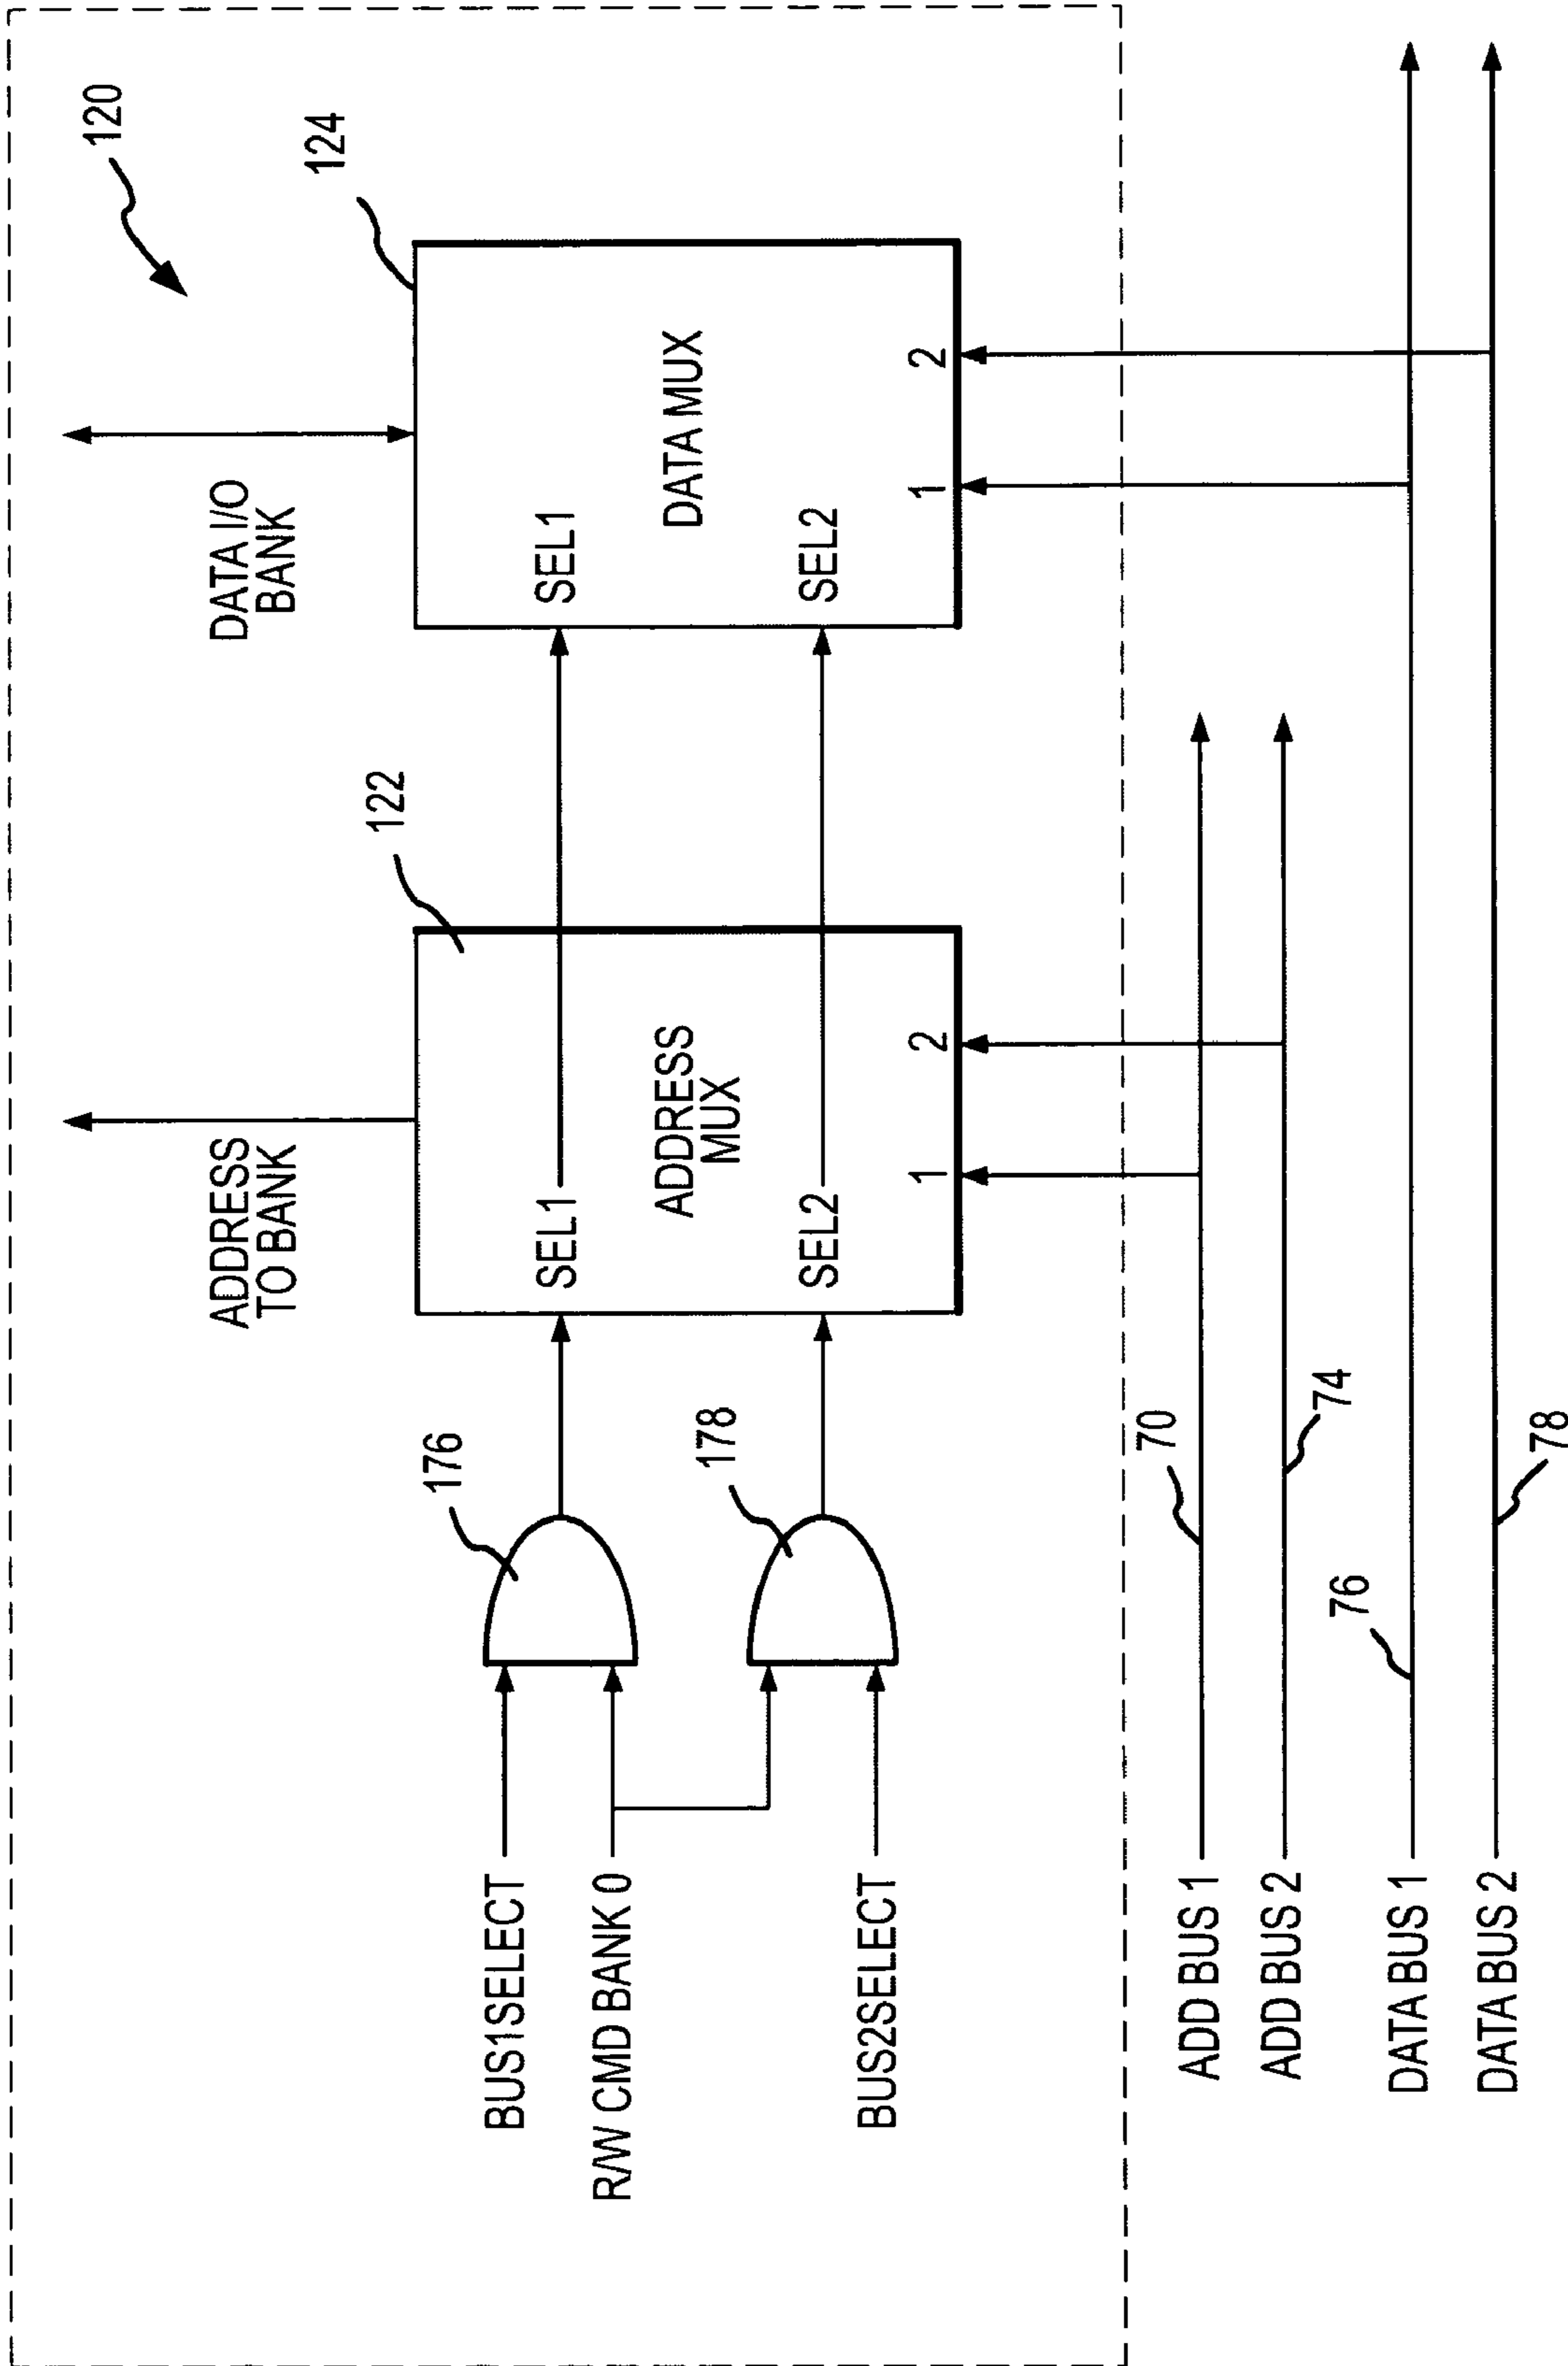 120
124
122
DATA I/O
BANK
ADDRESS
TO BANK
SEL1
SEL2
DATA MUX
1
2
SEL1
SEL2
ADDRESS
MUX
1
2
176
178
BUS1SELECT
R/W CMD BANK 0
BUS2SELECT
70
74
76
78
ADD BUS 1
ADD BUS 2
DATA BUS 1
DATA BUS 2